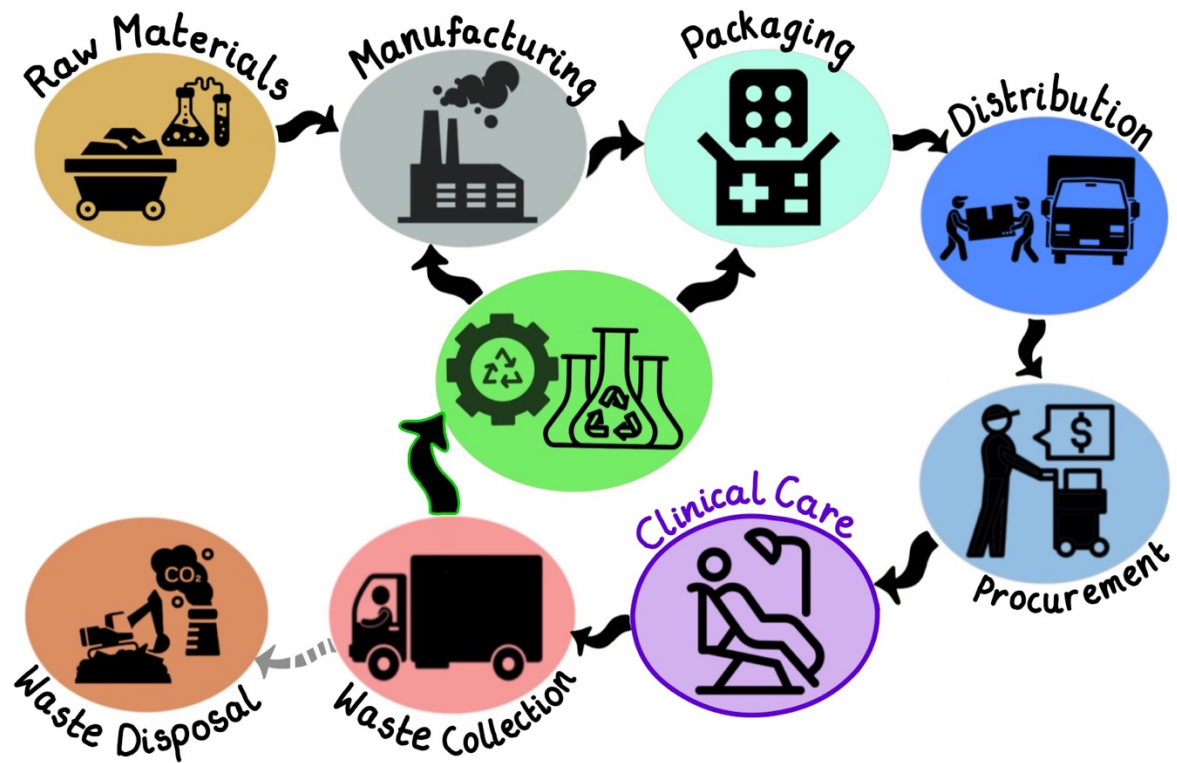 Raw Materials
Manufacturing
Packaging
Distribution
$
Procurement
Clinical Care
CO₂
Waste Collection
Waste Disposal